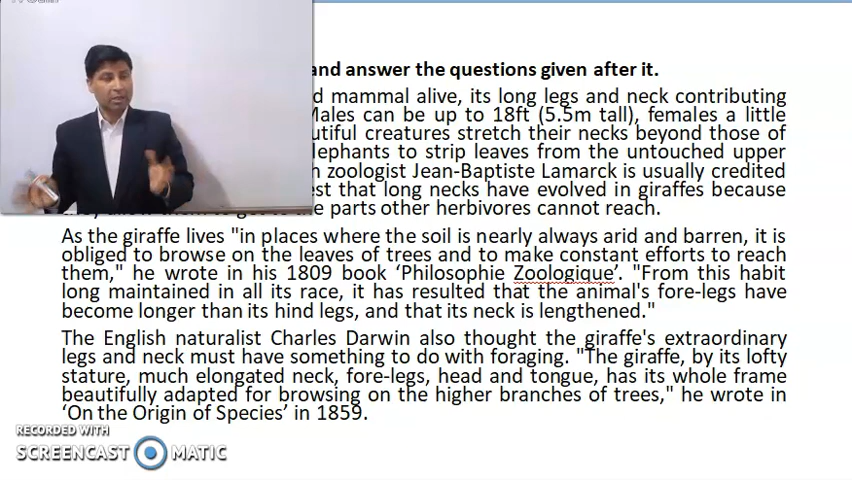 and answer the questions given after it.
mammal alive, its long legs and neck contributing
Males can be up to 18ft (5.5m tall), females a little
creatures stretch their necks beyond those of
elephants to strip leaves from the untouched upper
zoologist Jean-Baptiste Lamarck is usually credited
that long necks have evolved in giraffes because
parts other herbivores cannot reach.
As the giraffe lives "in places where the soil is nearly always arid and barren, it is
obliged to browse on the leaves of trees and to make constant efforts to reach
them," he wrote in his 1809 book ‘Philosophie Zoologique’. "From this habit
long maintained in all its race, it has resulted that the animal's fore-legs have
become longer than its hind legs, and that its neck is lengthened."
The English naturalist Charles Darwin also thought the giraffe's extraordinary
legs and neck must have something to do with foraging. "The giraffe, by its lofty
stature, much elongated neck, fore-legs, head and tongue, has its whole frame
beautifully adapted for browsing on the higher branches of trees," he wrote in
‘On the Origin of Species’ in 1859.
RECORDED WITH
SCREENCAST MATIC